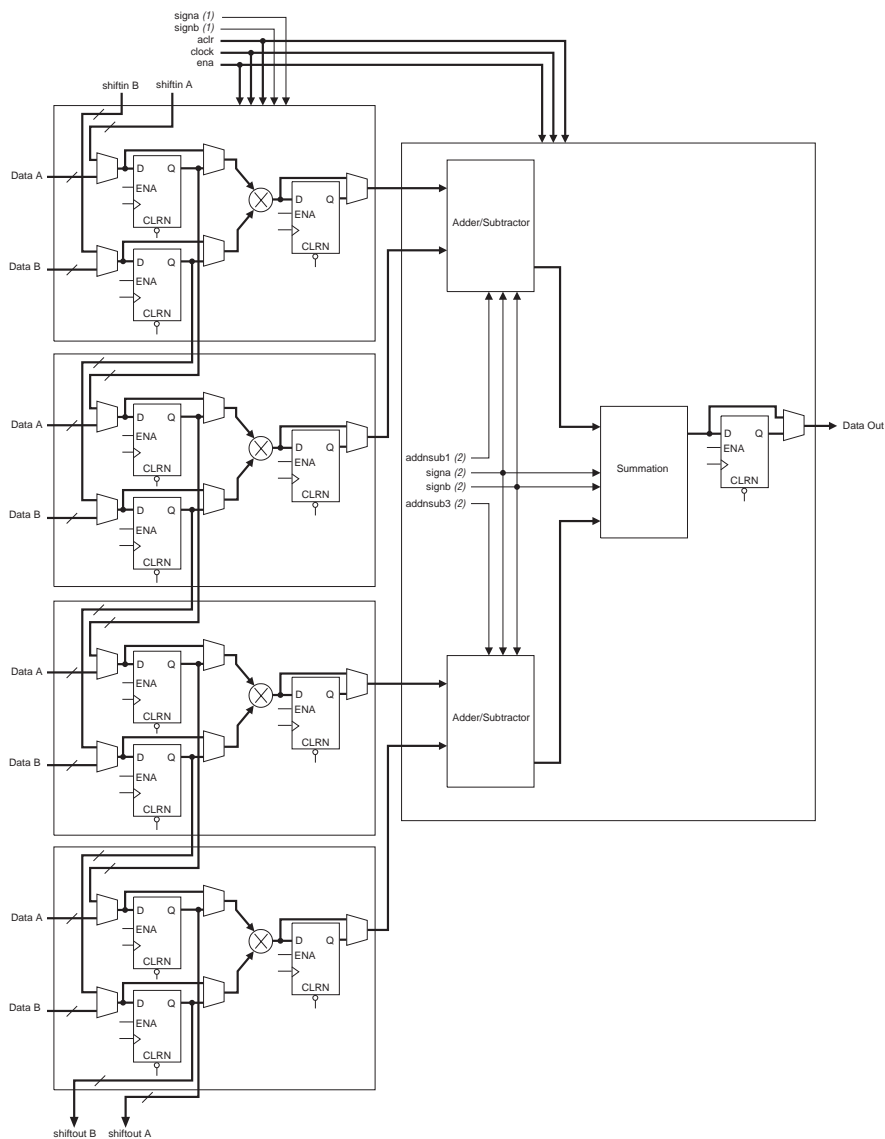 signa (1)
signb (1)
aclr
clock
ena
shiftin B
shiftin A
Data A
D Q
ENA
CLRN
D Q
ENA
CLRN
Adder/Subtractor
Data B
D Q
ENA
CLRN
Data A
D Q
ENA
CLRN
D Q
ENA
CLRN
Data B
D Q
ENA
CLRN
addnsub1 (2)
signa (2)
signb (2)
addnsub3 (2)
Summation
D Q
ENA
CLRN
Data Out
Data A
D Q
ENA
CLRN
D Q
ENA
CLRN
Adder/Subtractor
Data B
D Q
ENA
CLRN
Data A
D Q
ENA
CLRN
D Q
ENA
CLRN
Data B
D Q
ENA
CLRN
shiftout B
shiftout A